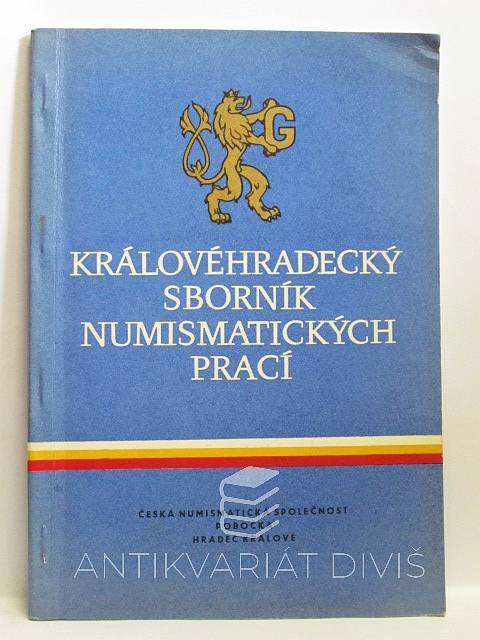 G
KRÁLOVÉHRADECKÝ
SBORNÍK
NUMISMATICKÝCH
PRACÍ
ČESKÁ NUMISMATICKÁ SPOLEČNOST
POBOČKA
HRADEC KRÁLOVÉ
ANTIKVARIÁT DIVIŠ